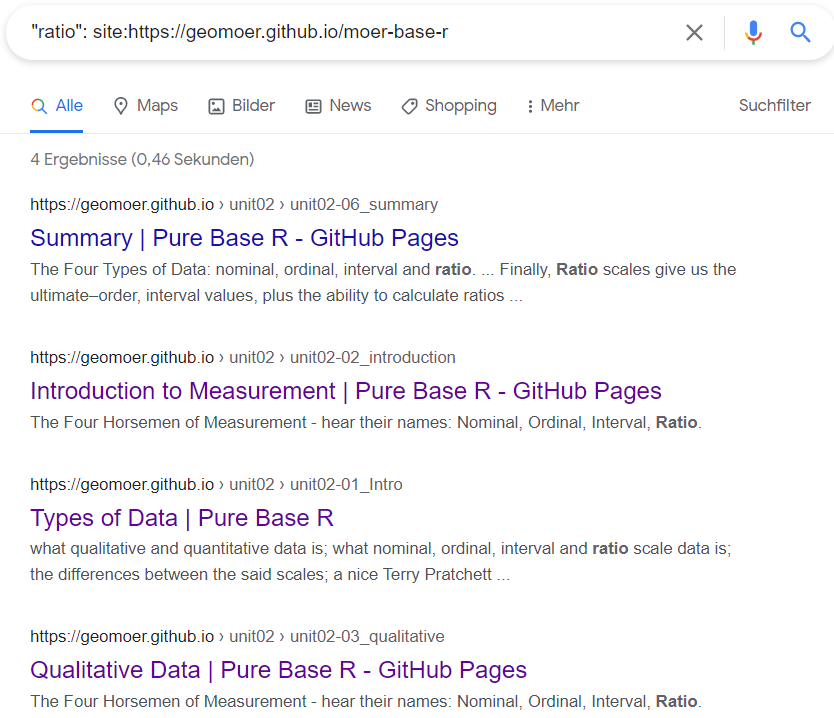 "ratio": site:https://geomoer.github.io/moer-base-r
Alle Maps Bilder News Shopping Mehr Suchfilter
4 Ergebnisse (0,46 Sekunden)
https://geomoer.github.io › unit02 › unit02-06_summary
Summary | Pure Base R - GitHub Pages
The Four Types of Data: nominal, ordinal, interval and ratio. ... Finally, Ratio scales give us the
ultimate–order, interval values, plus the ability to calculate ratios ...
https://geomoer.github.io › unit02 › unit02-02_introduction
Introduction to Measurement | Pure Base R - GitHub Pages
The Four Horsemen of Measurement - hear their names: Nominal, Ordinal, Interval, Ratio.
https://geomoer.github.io › unit02 › unit02-01_Intro
Types of Data | Pure Base R
what qualitative and quantitative data is; what nominal, ordinal, interval and ratio scale data is;
the differences between the said scales; a nice Terry Pratchett ...
https://geomoer.github.io › unit02 › unit02-03_qualitative
Qualitative Data | Pure Base R - GitHub Pages
The Four Horsemen of Measurement - hear their names: Nominal, Ordinal, Interval, Ratio.